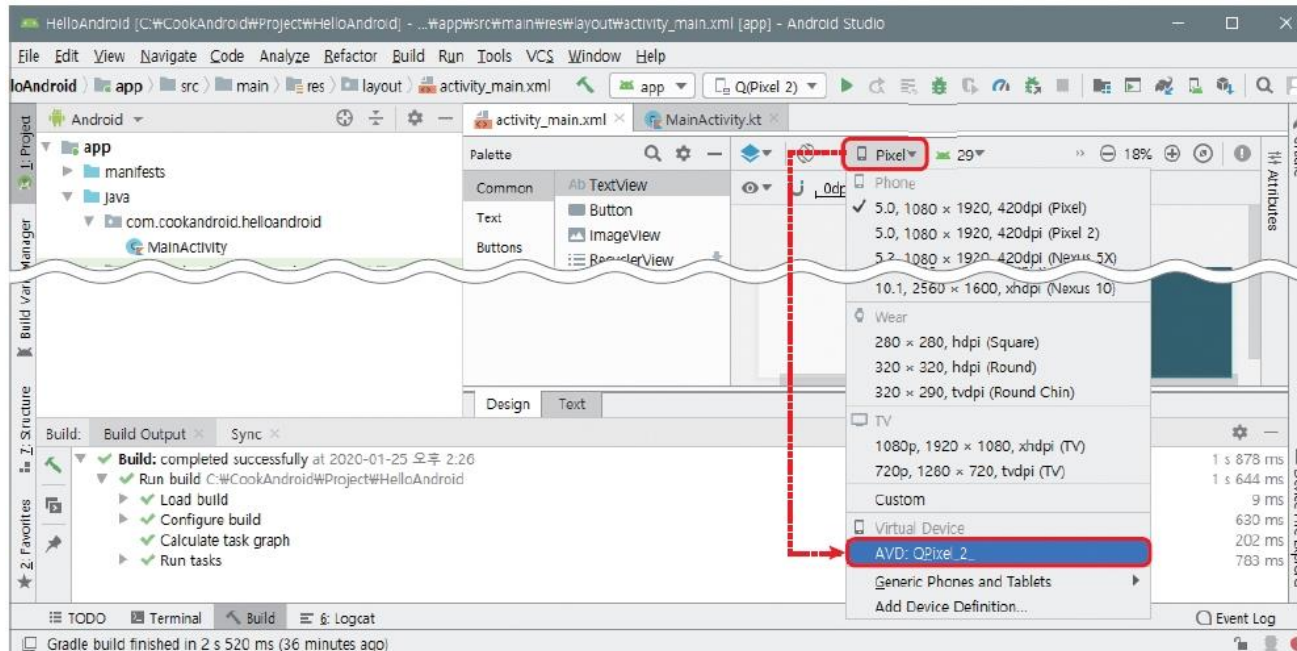 HelloAndroid [C:₩CookAndroid₩Project₩HelloAndroid] - ...₩app₩src₩main₩res₩layout₩activity_main.xml [app] - Android Studio
File Edit View Navigate Code Analyze Refactor Build Run Tools VCS Window Help
loAndroid app src main res layout activity_main.xml app Q(Pixel 2)
1: Project
Android
activity_main.xml MainActivity.kt
app
manifests
java
com.cookandroid.helloandroid
MainActivity
Palette
Common
Text
Buttons
Ab TextView
Button
ImageView
RecyclerView
Pixel 29 18%
Attributes
Phone
5.0, 1080 × 1920, 420dpi (Pixel)
5.0, 1080 × 1920, 420dpi (Pixel 2)
5.2, 1080 × 1920, 420dpi (Nexus 5X)
10.1, 2560 × 1600, xhdpi (Nexus 10)
Wear
280 × 280, hdpi (Square)
320 × 320, hdpi (Round)
320 × 290, tvdpi (Round Chin)
TV
1080p, 1920 × 1080, xhdpi (TV)
720p, 1280 × 720, tvdpi (TV)
Custom
Virtual Device
AVD: QPixel_2_
Generic Phones and Tablets
Add Device Definition...
Design Text
Build Var
7: Structure
2: Favorites
Build: Build Output Sync
Build: completed successfully at 2020-01-25 오후 2:26 1 s 878 ms
Run build C:₩CookAndroid₩Project₩HelloAndroid 1 s 644 ms
Load build 9 ms
Configure build 630 ms
Calculate task graph 202 ms
Run tasks 783 ms
TODO Terminal Build 6: Logcat Event Log
Gradle build finished in 2 s 520 ms (36 minutes ago)